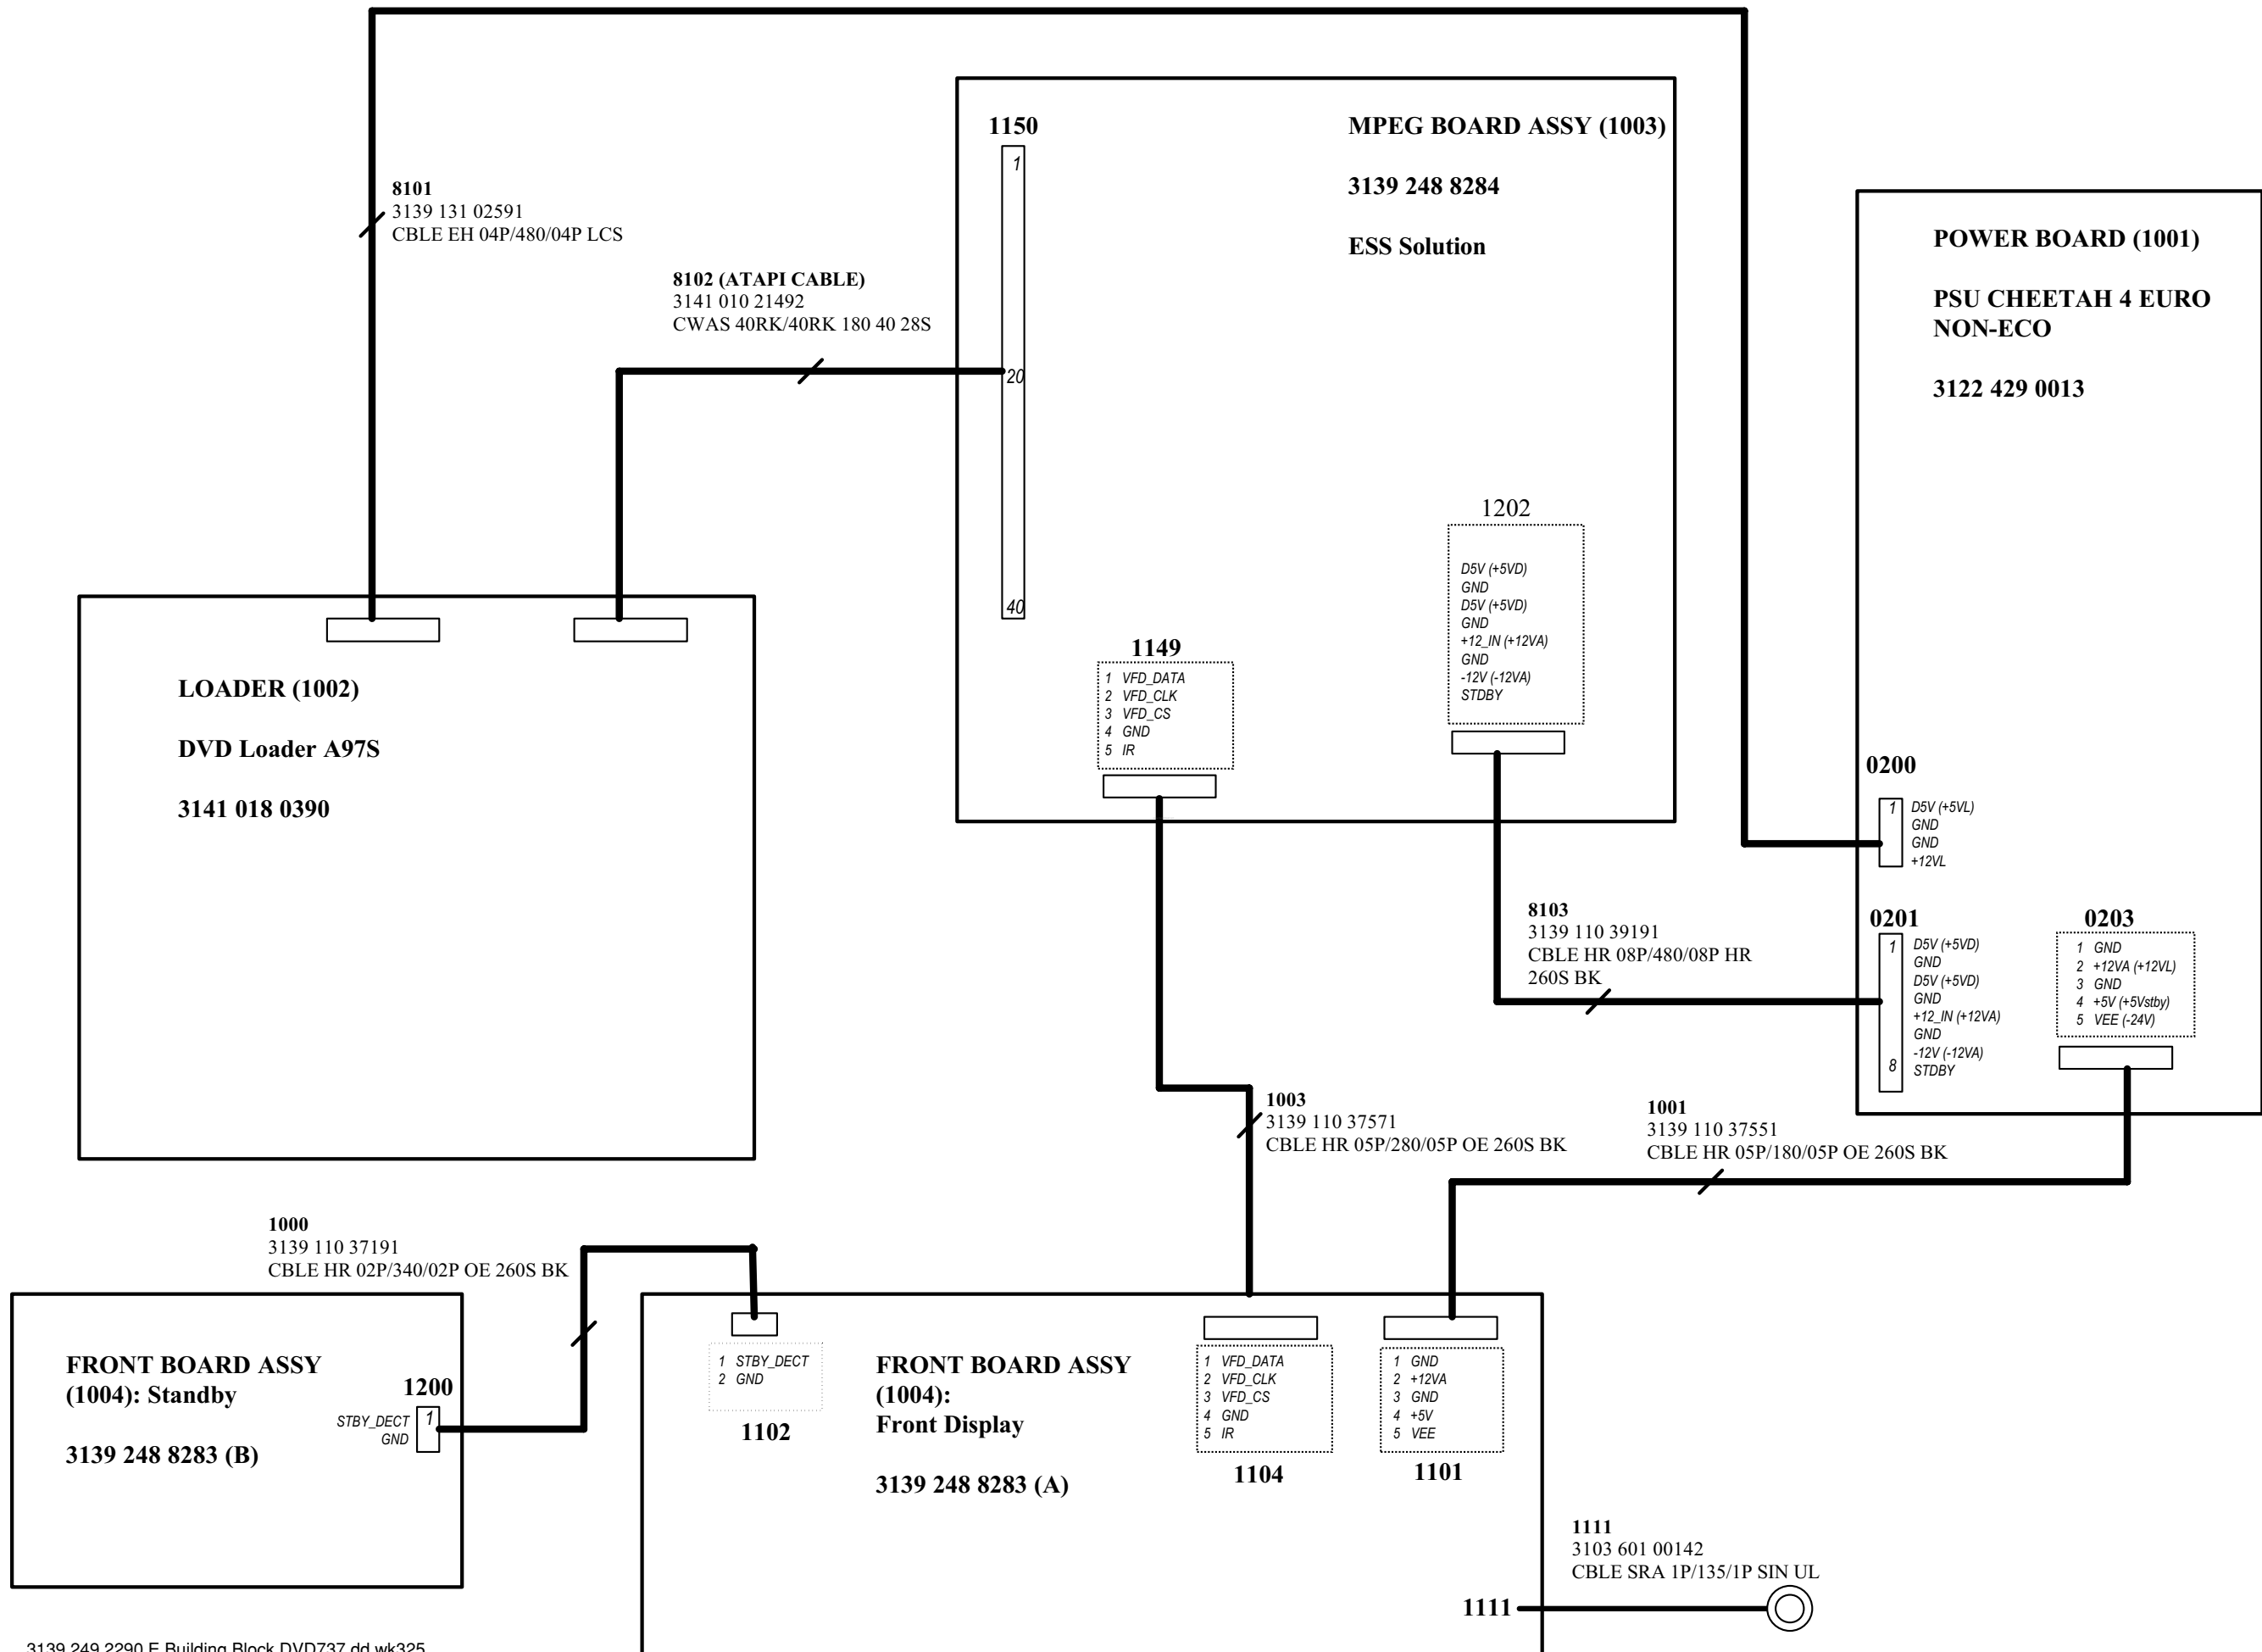 1150
1
20
40
MPEG BOARD ASSY (1003)
3139 248 8284
ESS Solution
8101
3139 131 02591
CBLE EH 04P/480/04P LCS
8102 (ATAPI CABLE)
3141 010 21492
CWAS 40RK/40RK 180 40 28S
POWER BOARD (1001)
PSU CHEETAH 4 EURO
NON-ECO
3122 429 0013
1202
D5V (+5VD)
GND
D5V (+5VD)
GND
+12_IN (+12VA)
GND
-12V (-12VA)
STDBY
1149
1 VFD_DATA
2 VFD_CLK
3 VFD_CS
4 GND
5 IR
LOADER (1002)
DVD Loader A97S
3141 018 0390
0200
1 D5V (+5VL)
GND
GND
+12VL
8103
3139 110 39191
CBLE HR 08P/480/08P HR
260S BK
0201
1 D5V (+5VD)
GND
D5V (+5VD)
GND
+12_IN (+12VA)
GND
-12V (-12VA)
8 STDBY
0203
1 GND
2 +12VA (+12VL)
3 GND
4 +5V (+5Vstby)
5 VEE (-24V)
1003
3139 110 37571
CBLE HR 05P/280/05P OE 260S BK
1001
3139 110 37551
CBLE HR 05P/180/05P OE 260S BK
1000
3139 110 37191
CBLE HR 02P/340/02P OE 260S BK
FRONT BOARD ASSY
(1004): Standby
3139 248 8283 (B)
1200
STBY_DECT 1
GND
1 STBY_DECT
2 GND
1102
FRONT BOARD ASSY
(1004):
Front Display
3139 248 8283 (A)
1 VFD_DATA
2 VFD_CLK
3 VFD_CS
4 GND
5 IR
1104
1 GND
2 +12VA
3 GND
4 +5V
5 VEE
1101
1111
3103 601 00142
CBLE SRA 1P/135/1P SIN UL
1111
3139 249 2290 F Building Block DVD737 dd wk325